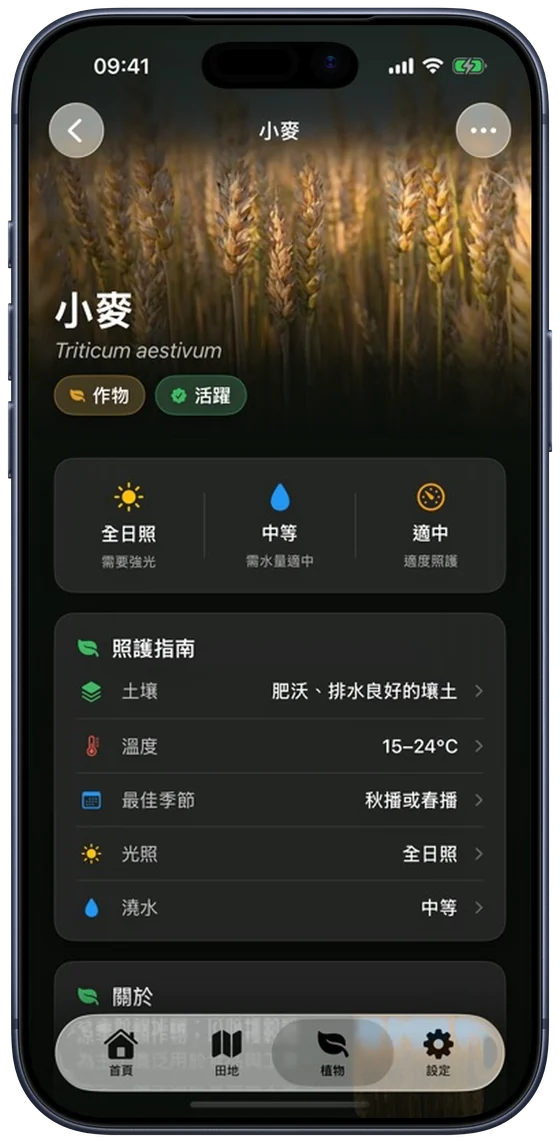 09:41
小麥
小麥
Triticum aestivum
作物 活躍
全日照 中等 適中
需要強光 需水量適中 適度照護
照護指南
土壤 肥沃、排水良好的壤土
溫度 15–24°C
最佳季節 秋播或春播
光照 全日照
澆水 中等
關於
首頁 田地 植物 設定